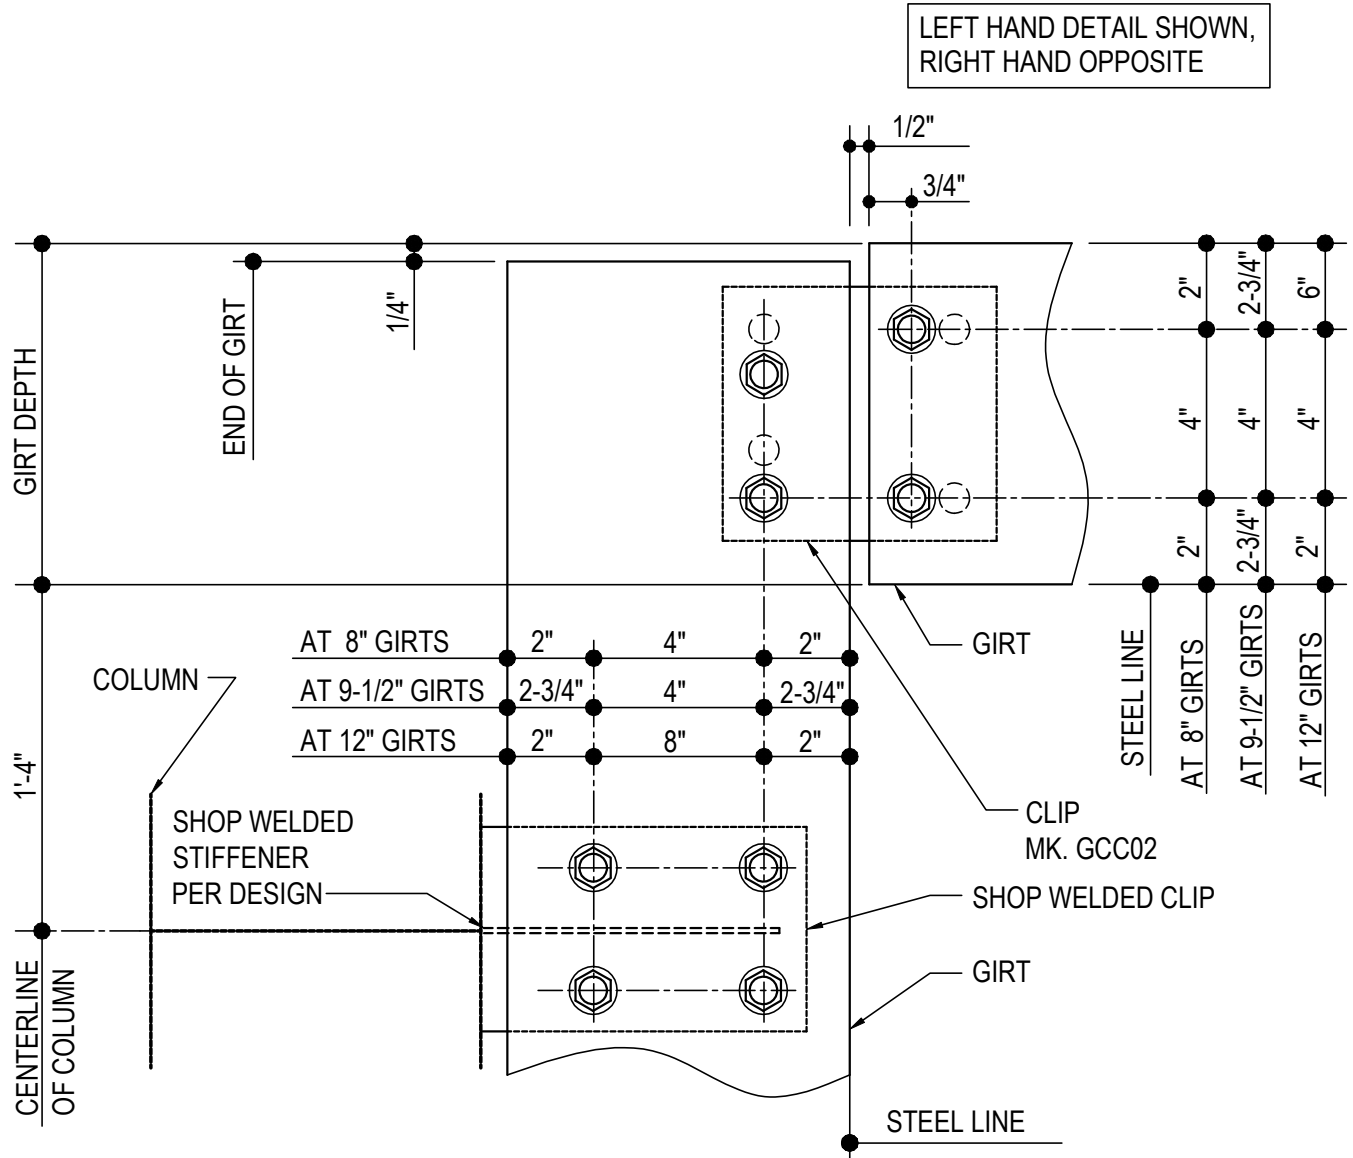 LEFT HAND DETAIL SHOWN,
RIGHT HAND OPPOSITE
1/2"
3/4"
GIRT DEPTH
END OF GIRT
1/4"
2"
2-3/4"
6"
4"
4"
4"
2"
2-3/4"
2"
STEEL LINE
AT 8" GIRTS
AT 9-1/2" GIRTS
AT 12" GIRTS
GIRT
AT  8" GIRTS 2" 4" 2"
AT 9-1/2" GIRTS 2-3/4" 4" 2-3/4"
AT 12" GIRTS 2" 8" 2"
COLUMN
1'-4"
SHOP WELDED
STIFFENER
PER DESIGN
CLIP
MK. GCC02
SHOP WELDED CLIP
GIRT
CENTERLINE
OF COLUMN
STEEL LINE